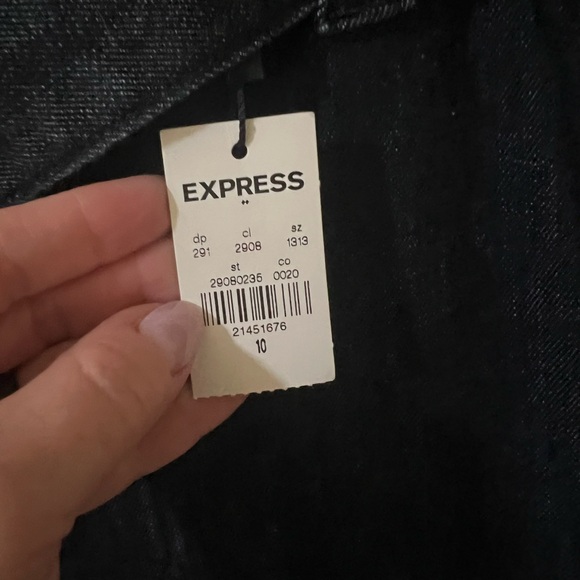 EXPRESS
dp cl sz
291 2908 1313
st co
29080235 0020
21451676
10